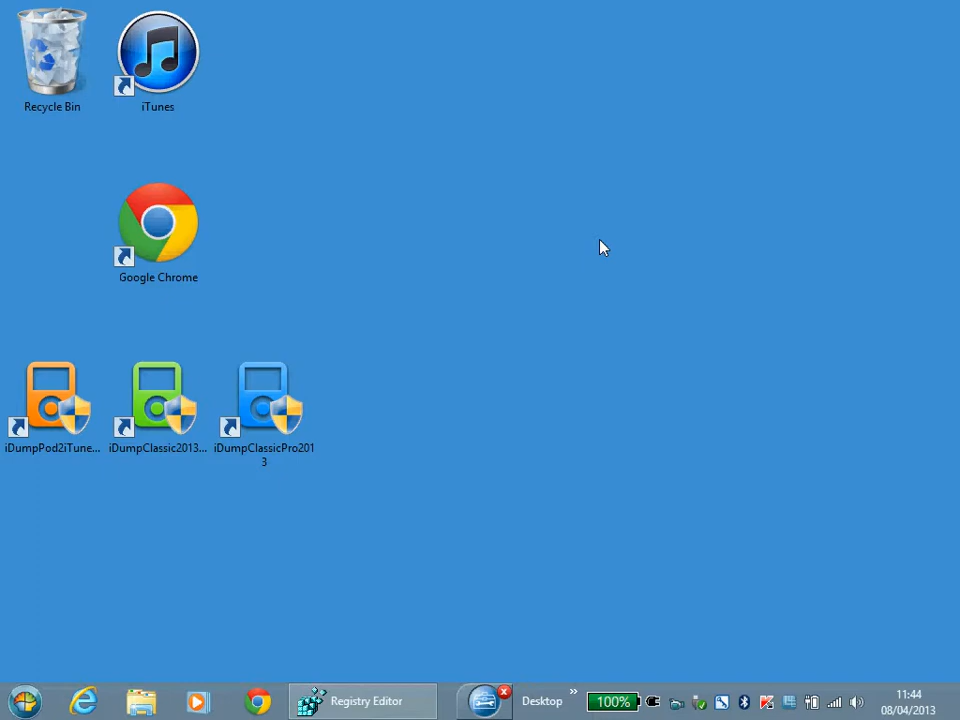 Recycle Bin
iTunes
Google Chrome
iDumpPod2iTune...
iDumpClassic2013...
iDumpClassicPro201
3
Registry Editor
Desktop
»
100%
11:44
08/04/2013